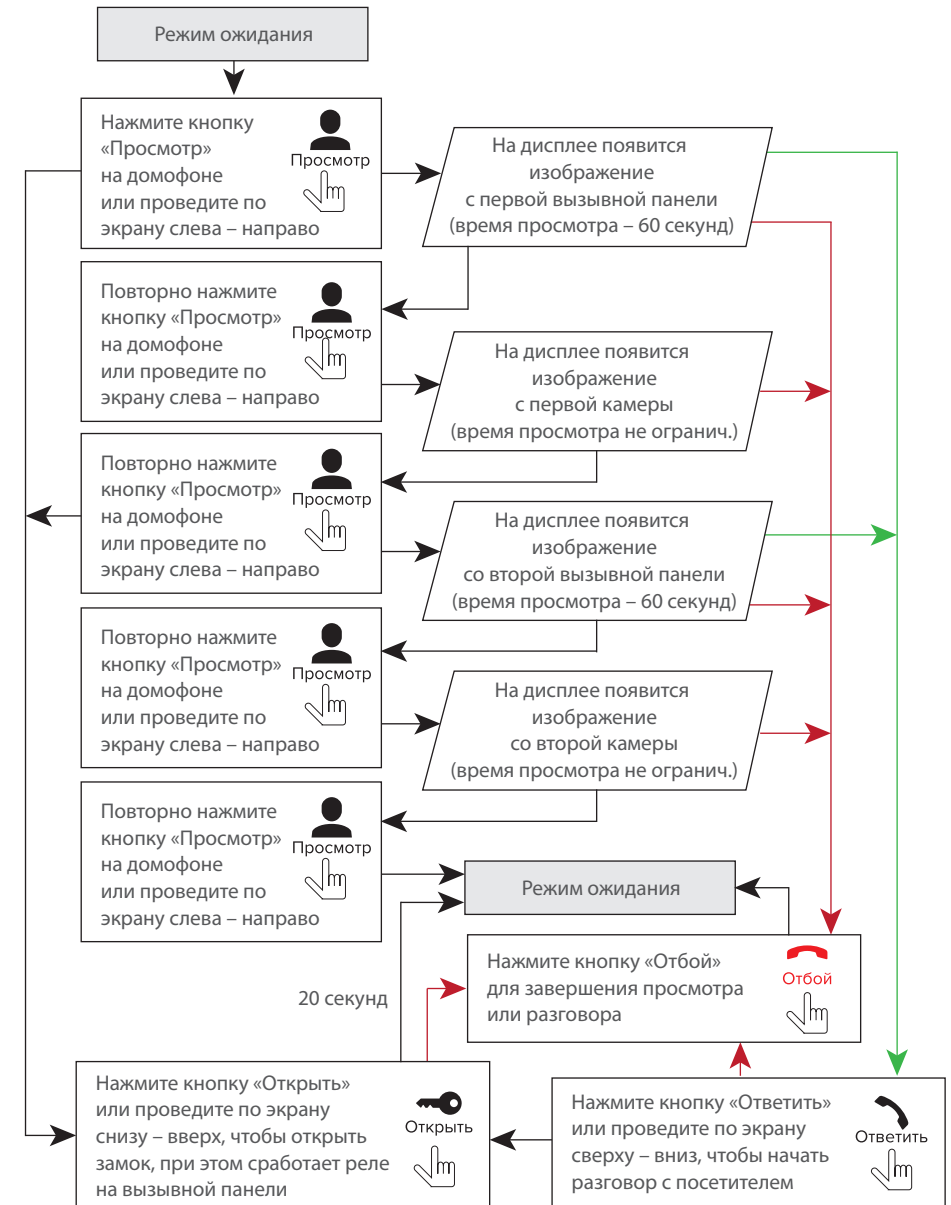 Режим ожидания
Нажмите кнопку
«Просмотр»
на домофоне
или проведите по
экрану слева – направо
Просмотр
На дисплее появится
изображение
с первой вызывной панели
(время просмотра – 60 секунд)
Повторно нажмите
кнопку «Просмотр»
на домофоне
или проведите по
экрану слева – направо
Просмотр
На дисплее появится
изображение
с первой камеры
(время просмотра не огранич.)
Повторно нажмите
кнопку «Просмотр»
на домофоне
или проведите по
экрану слева – направо
Просмотр
На дисплее появится
изображение
со второй вызывной панели
(время просмотра – 60 секунд)
Повторно нажмите
кнопку «Просмотр»
на домофоне
или проведите по
экрану слева – направо
Просмотр
На дисплее появится
изображение
со второй камеры
(время просмотра не огранич.)
Повторно нажмите
кнопку «Просмотр»
на домофоне
или проведите по
экрану слева – направо
Просмотр
Режим ожидания
Нажмите кнопку «Отбой»
для завершения просмотра
или разговора
Отбой
20 секунд
Нажмите кнопку «Открыть»
или проведите по экрану
снизу – вверх, чтобы открыть
замок, при этом сработает реле
на вызывной панели
Открыть
Нажмите кнопку «Ответить»
или проведите по экрану
сверху – вниз, чтобы начать
разговор с посетителем
Ответить